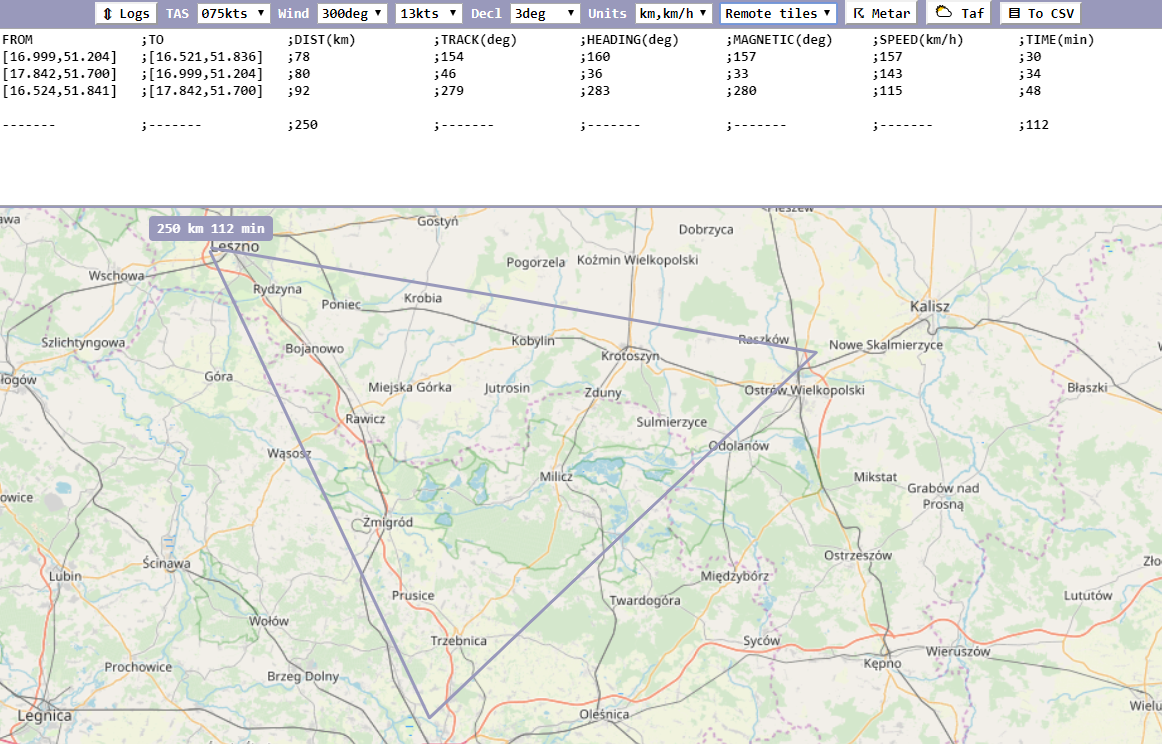 ⇕ Logs TAS 075kts Wind 300deg 13kts Decl 3deg Units km,km/h Remote tiles Metar Taf To CSV
FROM ;TO ;DIST(km) ;TRACK(deg) ;HEADING(deg) ;MAGNETIC(deg) ;SPEED(km/h) ;TIME(min)
[16.999,51.204] ;[16.521,51.836] ;78 ;154 ;160 ;157 ;157 ;30
[17.842,51.700] ;[16.999,51.204] ;80 ;46 ;36 ;33 ;143 ;34
[16.524,51.841] ;[17.842,51.700] ;92 ;279 ;283 ;280 ;115 ;48
------- ;------- ;250 ;------- ;------- ;------- ;------- ;112
Gostyń
250 km 112 min
Dobrzyca
Leszno
Pogorzela
Koźmin Wielkopolski
Wschowa
Rydzyna
Krobia
Poniec
Kalisz
Szlichtyngowa
Kobylin
Raszków
Nowe Skalmierzyce
Bojanowo
Krotoszyn
Góra
Miejska Górka
Jutrosin
Zduny
Ostrów Wielkopolski
Błaszki
Rawicz
Sulmierzyce
Wąsosz
Odolanów
Milicz
Mikstat
Grabów nad
Prosną
Żmigród
Ścinawa
Ostrzeszów
Lubin
Międzybórz
Prusice
Twardogóra
Lututów
Wołów
Trzebnica
Syców
Wieruszów
Prochowice
Kępno
Brzeg Dolny
Legnica
Oleśnica